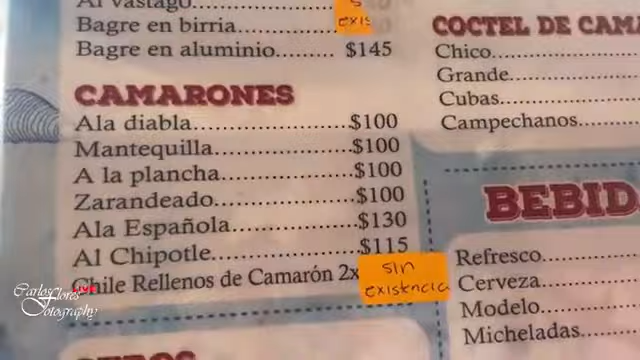 Al vastago
Bagre en birria
Bagre en aluminio........ $145
CAMARONES
Ala diabla..................... $100
Mantequilla................... $100
A la plancha.................. $100
Zarandeado................... $100
Ala Española................. $130
Al Chipotle.................... $115
Chile Rellenos de Camarón 2x
sin
existencia
COCTEL DE
Chico
Grande
Cubas
Campechanos
Refresco
Cerveza
Modelo
Micheladas
Carlos Flores
Fotography